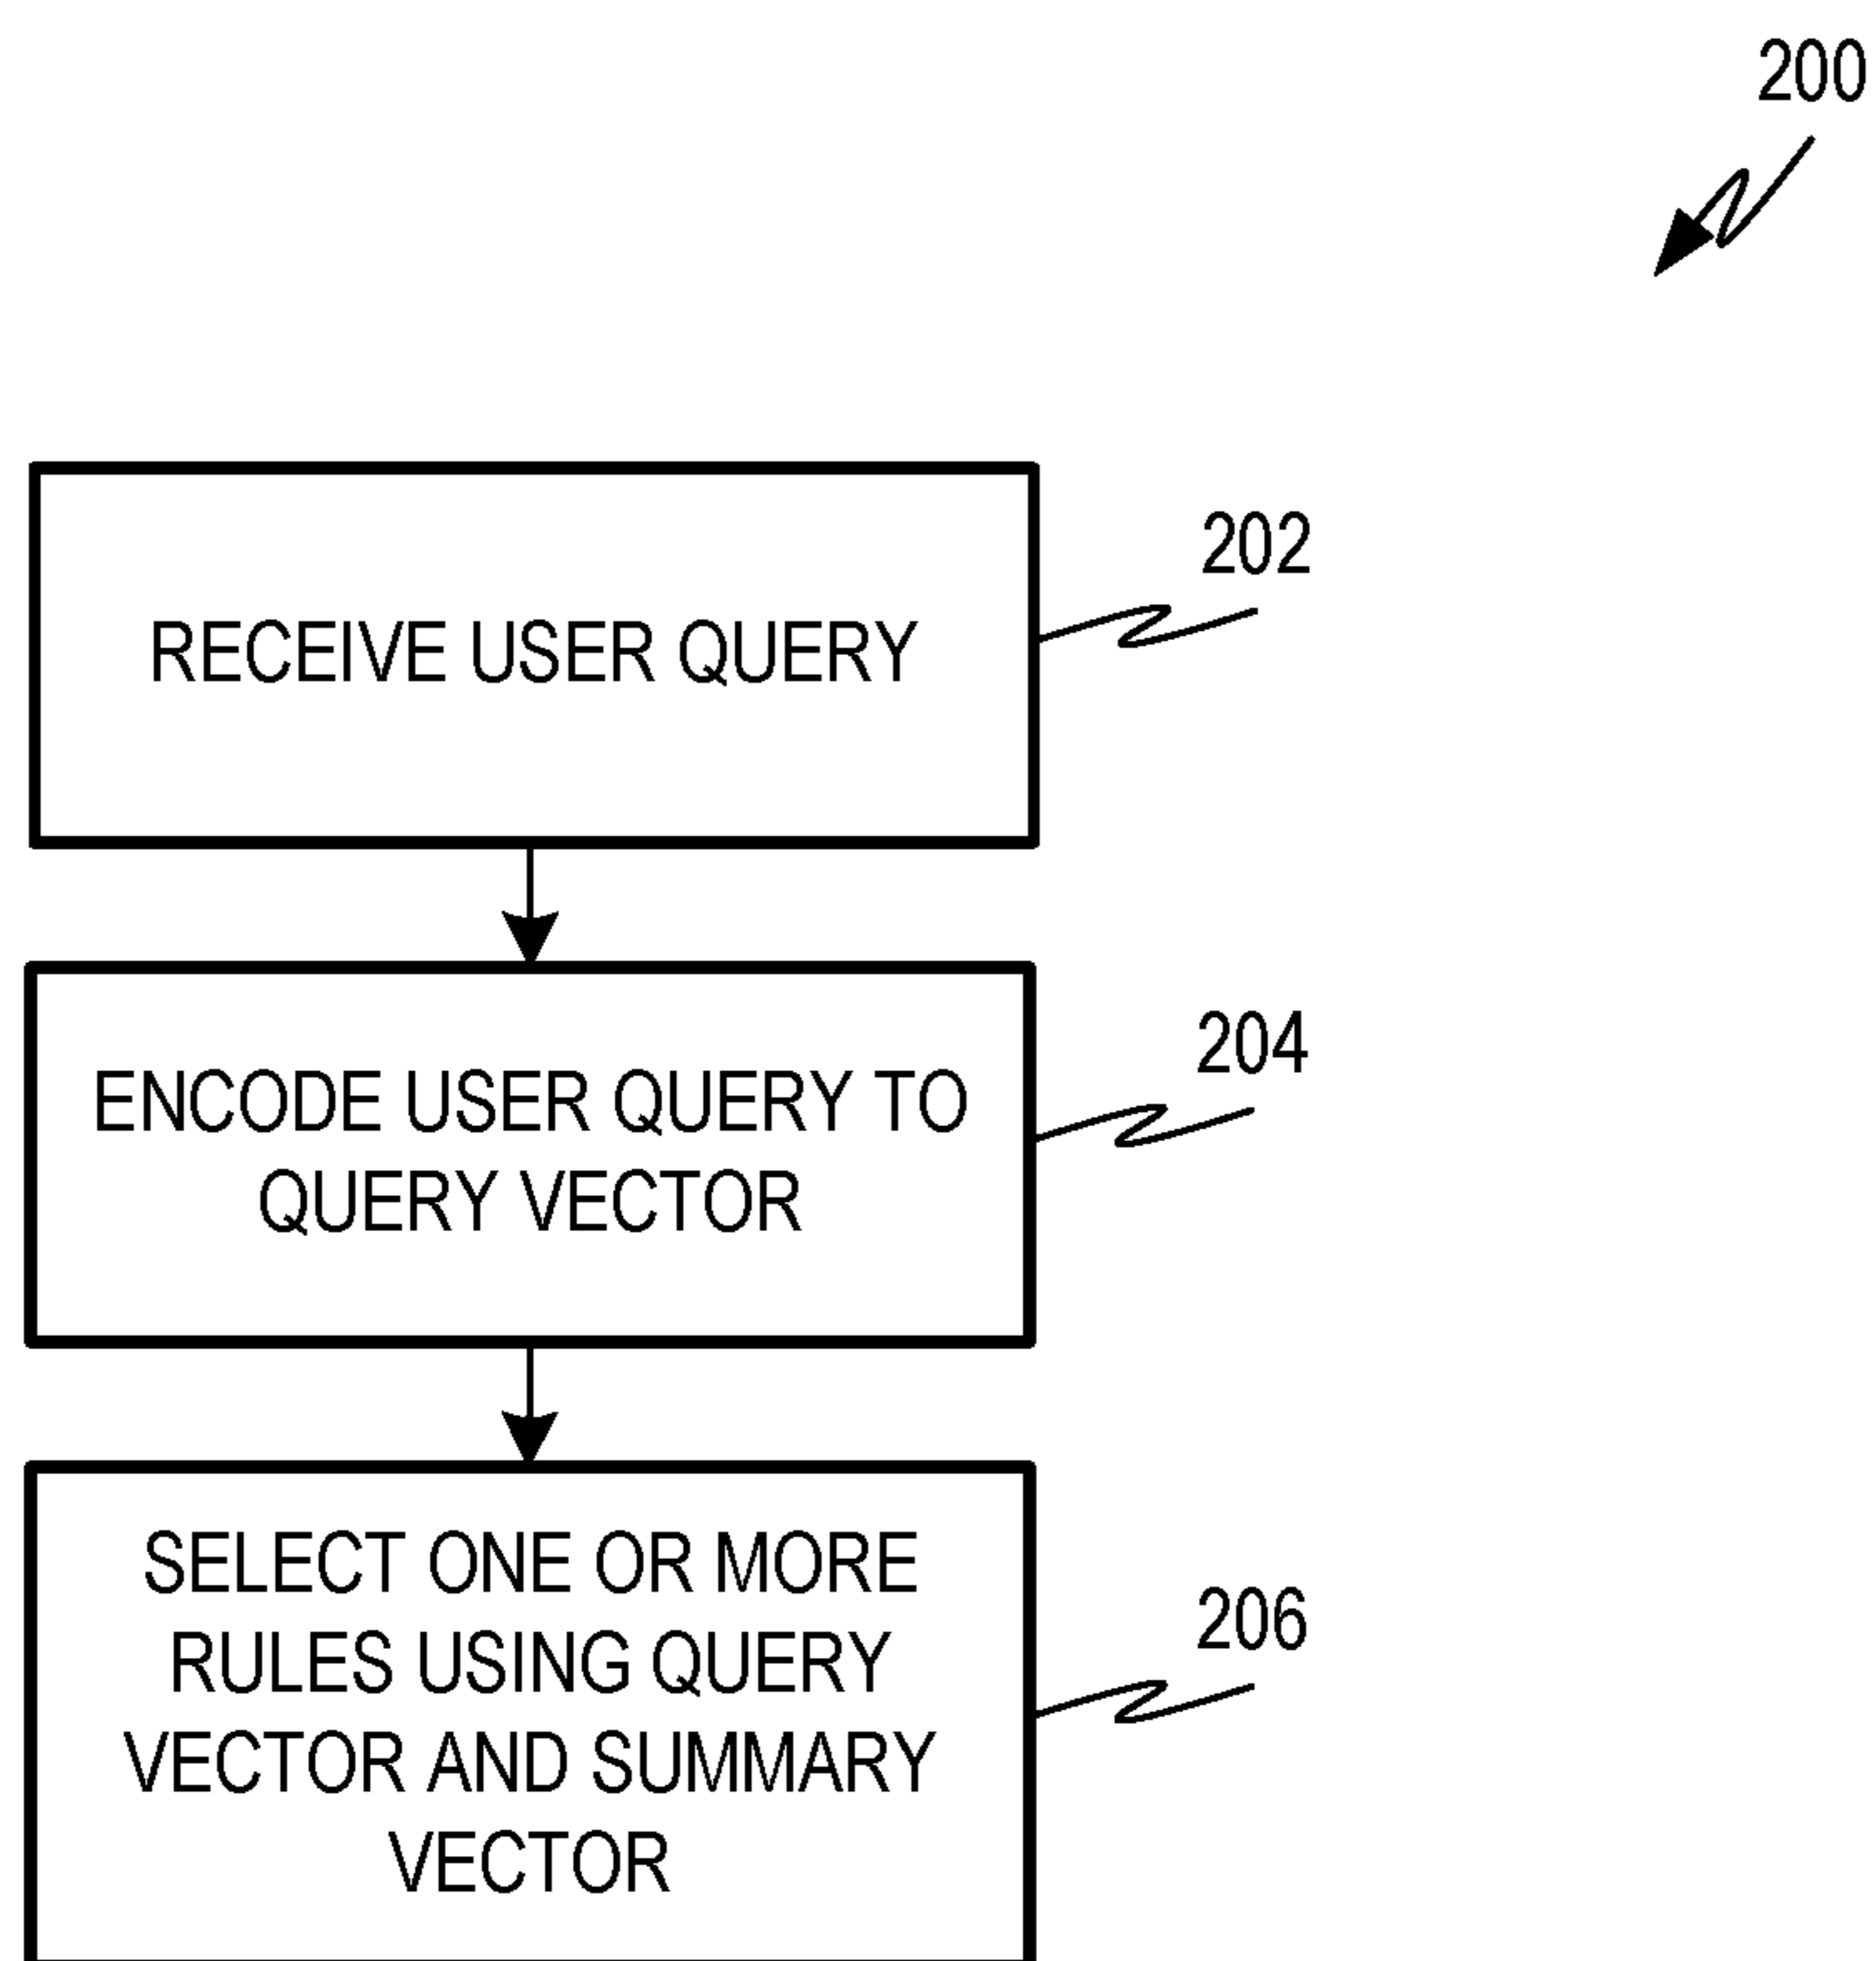 200
202
RECEIVE USER QUERY
204
ENCODE USER QUERY TO
QUERY VECTOR
206
SELECT ONE OR MORE
RULES USING QUERY
VECTOR AND SUMMARY
VECTOR